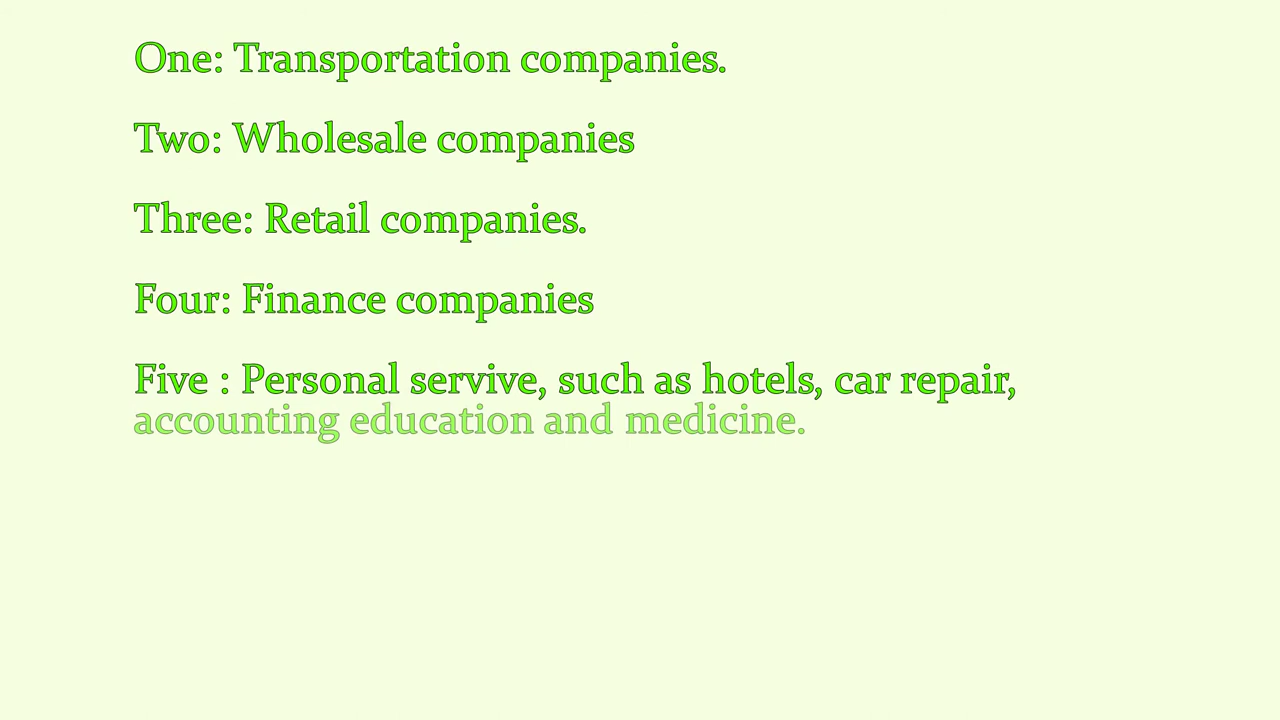 One: Transportation companies.
Two: Wholesale companies
Three: Retail companies.
Four: Finance companies
Five : Personal servive, such as hotels, car repair,
accounting education and medicine.